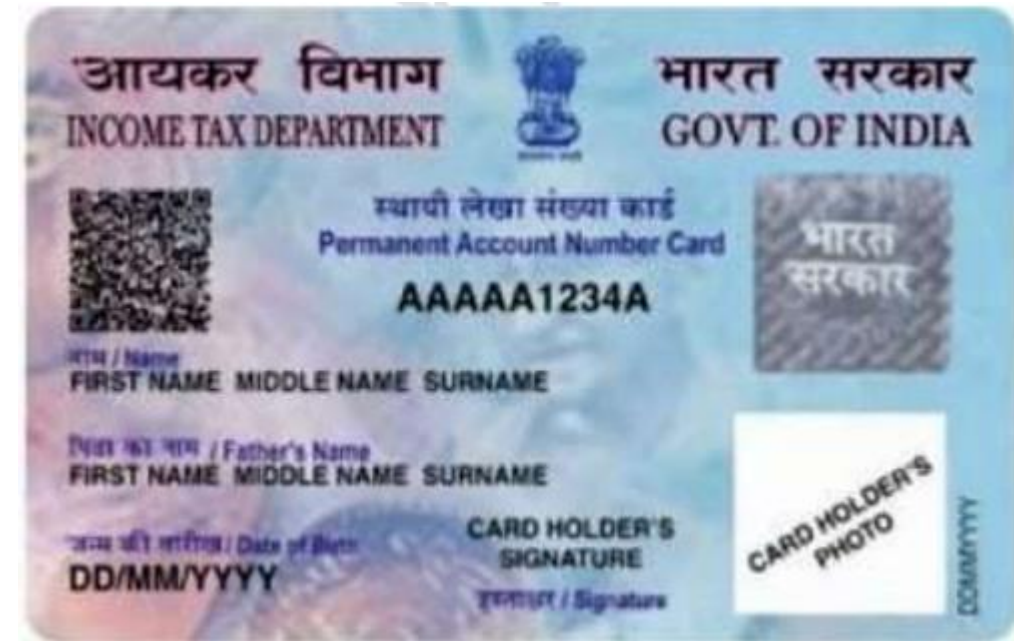 आयकर विभाग
INCOME TAX DEPARTMENT
भारत सरकार
GOVT. OF INDIA
स्थायी लेखा संख्या कार्ड
Permanent Account Number Card
AAAAA1234A
भारत
सरकार
नाम / Name
FIRST NAME MIDDLE NAME SURNAME
पिता का नाम / Father's Name
FIRST NAME MIDDLE NAME SURNAME
जन्म की तारीख / Date of Birth
DD/MM/YYYY
CARD HOLDER'S
SIGNATURE
हस्ताक्षर / Signature
CARD HOLDER'S
PHOTO
DDMMYYYY